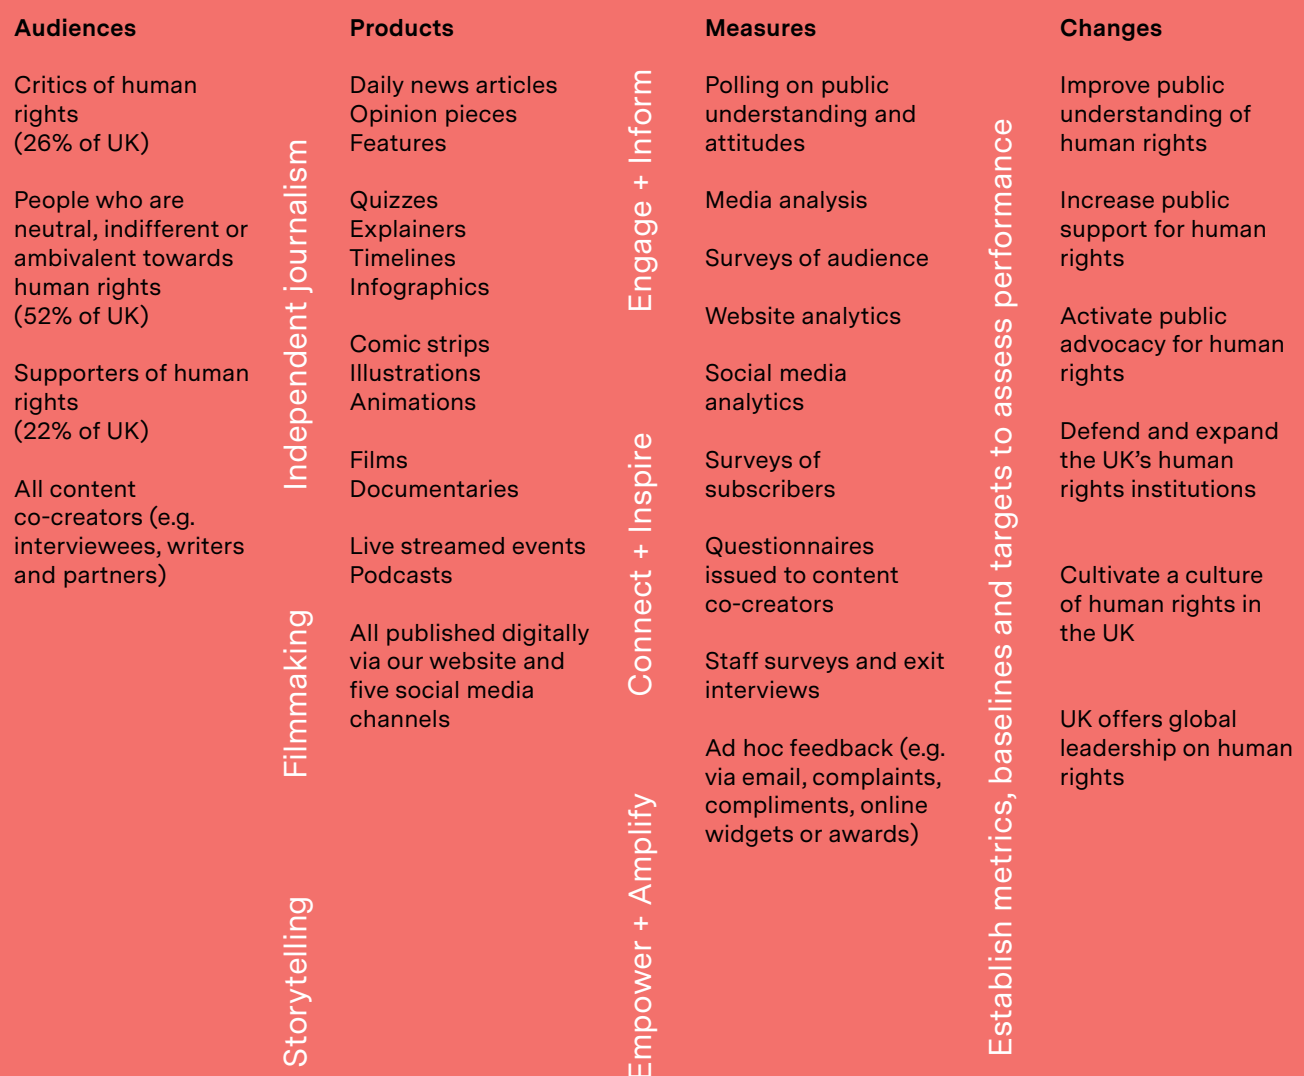 Audiences
Critics of human
rights
(26% of UK)
People who are
neutral, indifferent or
ambivalent towards
human rights
(52% of UK)
Supporters of human
rights
(22% of UK)
All content
co-creators (e.g.
interviewees, writers
and partners)
Independent journalism
Filmmaking
Storytelling
Products
Daily news articles
Opinion pieces
Features
Quizzes
Explainers
Timelines
Infographics
Comic strips
Illustrations
Animations
Films
Documentaries
Live streamed events
Podcasts
All published digitally
via our website and
five social media
channels
Engage + Inform
Connect + Inspire
Empower + Amplify
Measures
Polling on public
understanding and
attitudes
Media analysis
Surveys of audience
Website analytics
Social media
analytics
Surveys of
subscribers
Questionnaires
issued to content
co-creators
Staff surveys and exit
interviews
Ad hoc feedback (e.g.
via email, complaints,
compliments, online
widgets or awards)
Establish metrics, baselines and targets to assess performance
Changes
Improve public
understanding of
human rights
Increase public
support for human
rights
Activate public
advocacy for human
rights
Defend and expand
the UK’s human
rights institutions
Cultivate a culture
of human rights in
the UK
UK offers global
leadership on human
rights